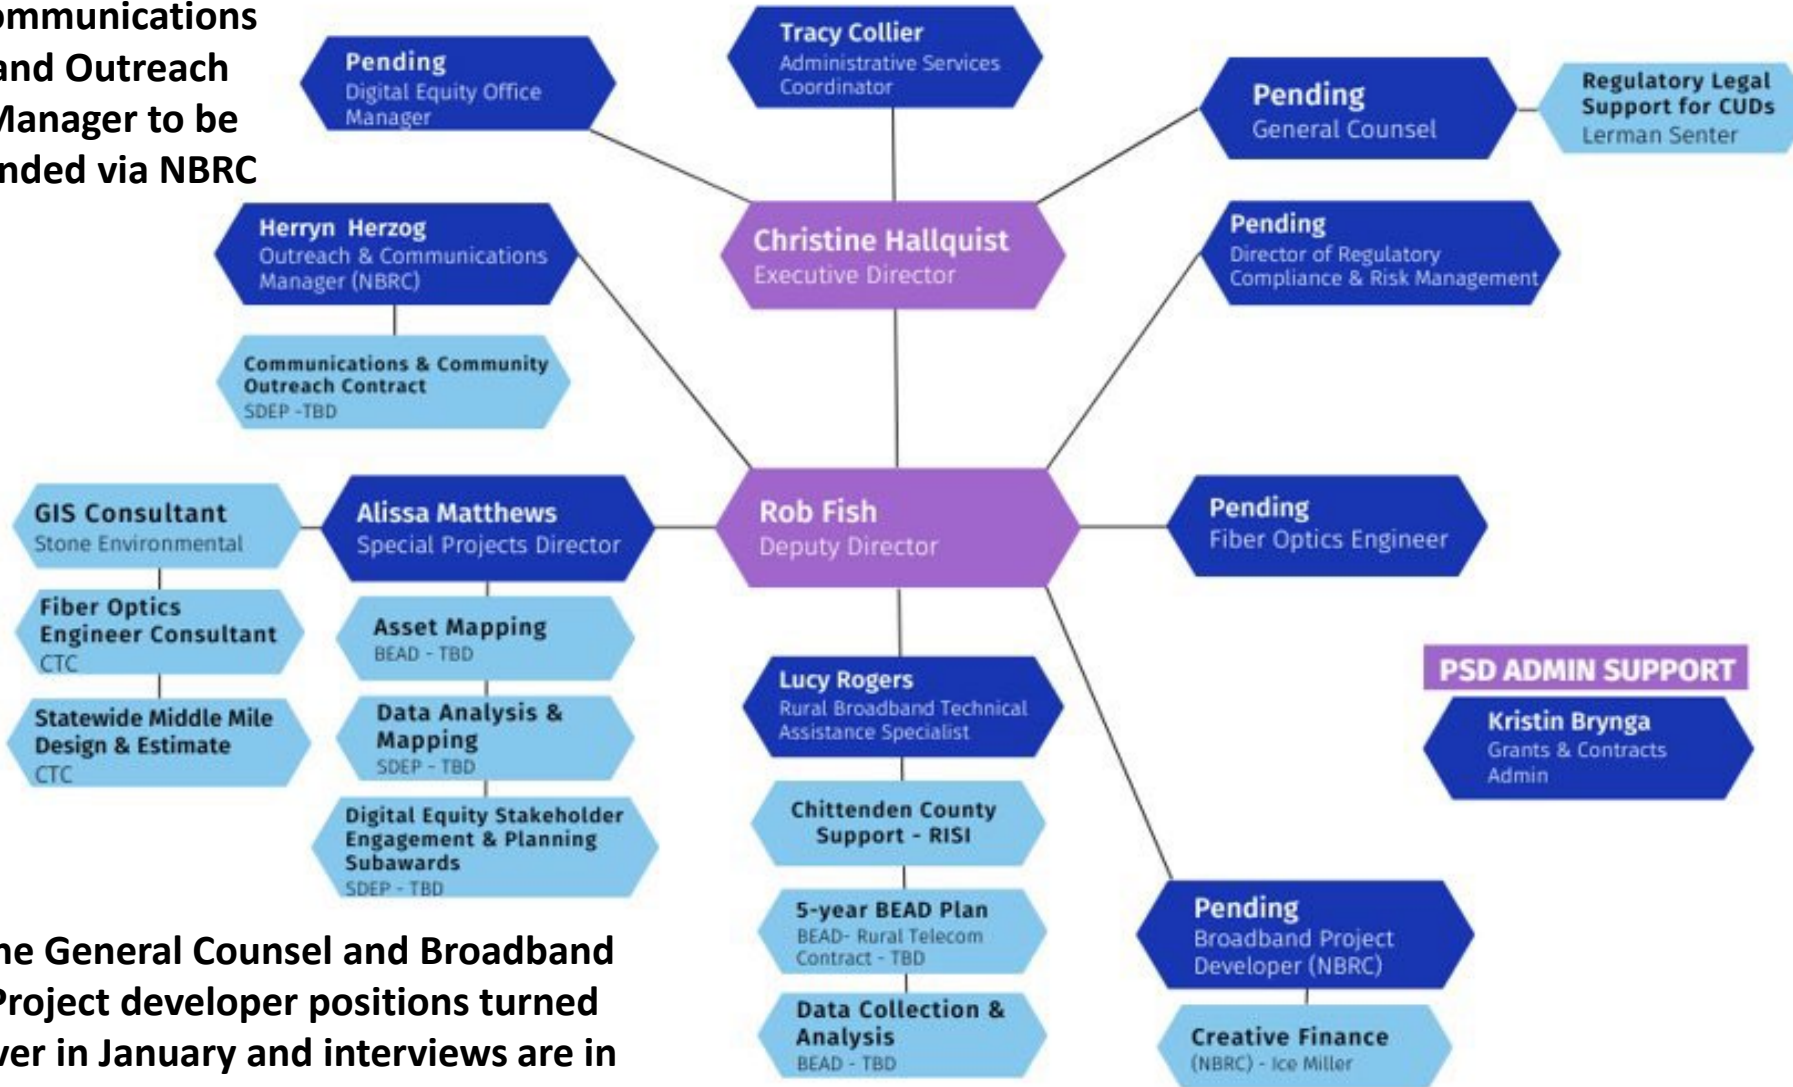 and Outreach
to be
via NBRC
Pending
Digital Equity Office
Manager
Tracy Collier
Administrative Services
Coordinator
Pending
General Counsel
Regulatory Legal
Support for CUDs
Lerman Senter
Herryn Herzog
Outreach & Communications
Manager (NBRC)
Christine Hallquist
Executive Director
Pending
Director of Regulatory
Compliance & Risk Management
Communications & Community
Outreach Contract
SDEP -TBD
GIS Consultant
Stone Environmental
Alissa Matthews
Special Projects Director
Rob Fish
Deputy Director
Pending
Fiber Optics Engineer
Fiber Optics
Engineer Consultant
CTC
Asset Mapping
BEAD - TBD
Statewide Middle Mile
Design & Estimate
CTC
Data Analysis &
Mapping
SDEP - TBD
Digital Equity Stakeholder
Engagement & Planning
Subawards
SDEP - TBD
Lucy Rogers
Rural Broadband Technical
Assistance Specialist
Chittenden County
Support - RISI
5-year BEAD Plan
BEAD- Rural Telecom
Contract - TBD
Data Collection &
Analysis
BEAD - TBD
PSD ADMIN SUPPORT
Kristin Brynga
Grants & Contracts
Admin
Pending
Broadband Project
Developer (NBRC)
Creative Finance
(NBRC) - Ice Miller
General Counsel and Broadband
Project developer positions turned
in January and interviews are in